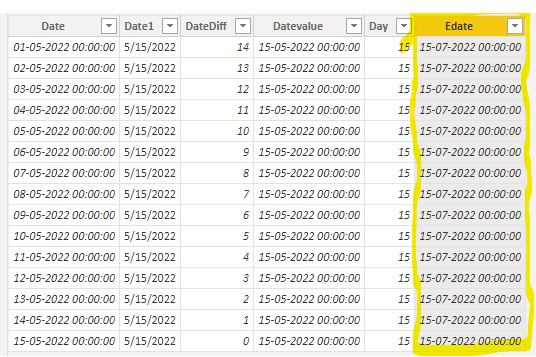 Date Date1 DateDiff Datevalue Day Edate
01-05-2022 00:00:00 5/15/2022 14 15-05-2022 00:00:00 15 15-07-2022 00:00:00
02-05-2022 00:00:00 5/15/2022 13 15-05-2022 00:00:00 15 15-07-2022 00:00:00
03-05-2022 00:00:00 5/15/2022 12 15-05-2022 00:00:00 15 15-07-2022 00:00:00
04-05-2022 00:00:00 5/15/2022 11 15-05-2022 00:00:00 15 15-07-2022 00:00:00
05-05-2022 00:00:00 5/15/2022 10 15-05-2022 00:00:00 15 15-07-2022 00:00:00
06-05-2022 00:00:00 5/15/2022 9 15-05-2022 00:00:00 15 15-07-2022 00:00:00
07-05-2022 00:00:00 5/15/2022 8 15-05-2022 00:00:00 15 15-07-2022 00:00:00
08-05-2022 00:00:00 5/15/2022 7 15-05-2022 00:00:00 15 15-07-2022 00:00:00
09-05-2022 00:00:00 5/15/2022 6 15-05-2022 00:00:00 15 15-07-2022 00:00:00
10-05-2022 00:00:00 5/15/2022 5 15-05-2022 00:00:00 15 15-07-2022 00:00:00
11-05-2022 00:00:00 5/15/2022 4 15-05-2022 00:00:00 15 15-07-2022 00:00:00
12-05-2022 00:00:00 5/15/2022 3 15-05-2022 00:00:00 15 15-07-2022 00:00:00
13-05-2022 00:00:00 5/15/2022 2 15-05-2022 00:00:00 15 15-07-2022 00:00:00
14-05-2022 00:00:00 5/15/2022 1 15-05-2022 00:00:00 15 15-07-2022 00:00:00
15-05-2022 00:00:00 5/15/2022 0 15-05-2022 00:00:00 15 15-07-2022 00:00:00